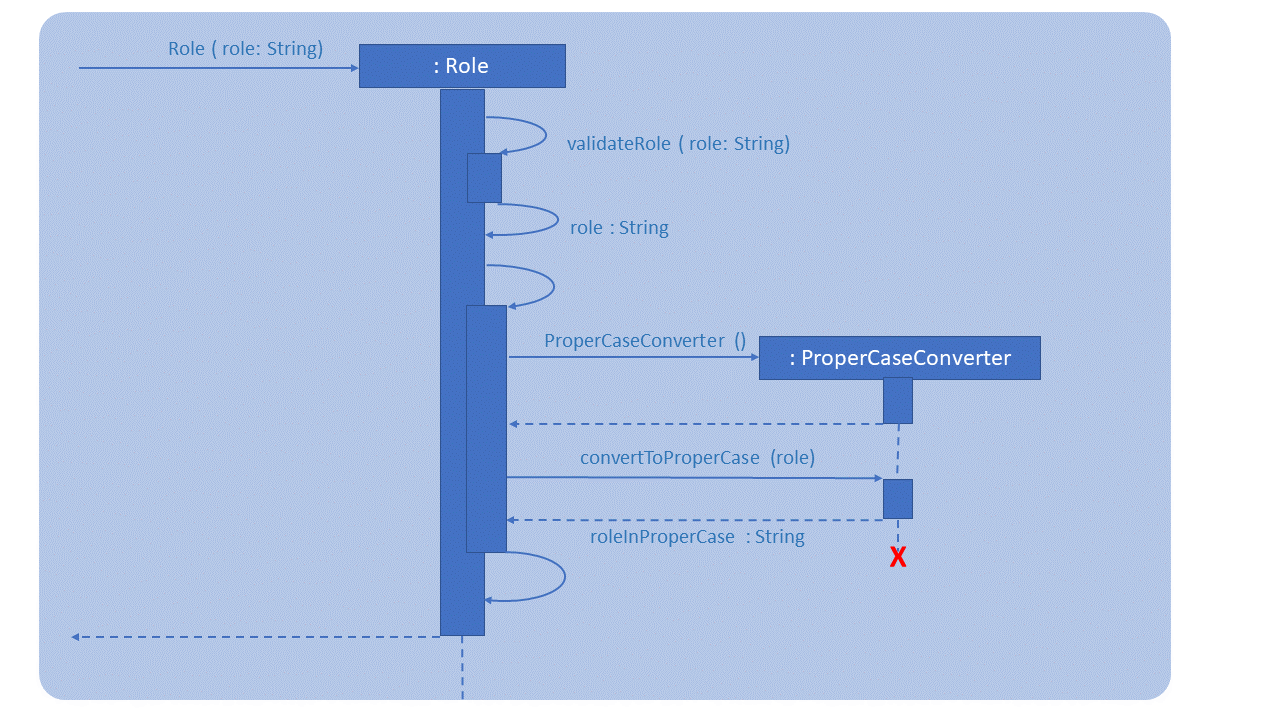 Role ( role: String)
: Role
validateRole ( role: String)
role : String
ProperCaseConverter ()
: ProperCaseConverter
convertToProperCase (role)
roleInProperCase : String
X